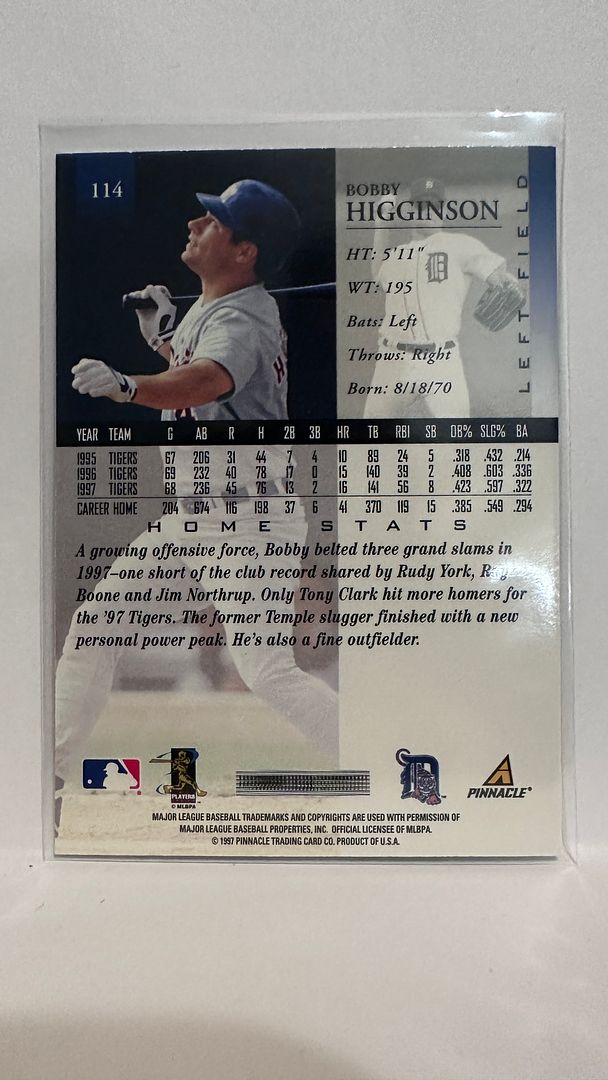 114
BOBBY
HIGGINSON
HT: 5'11"
WT: 195
Bats: Left
Throws: Right
Born: 8/18/70
LEFT FIELD
YEAR TEAM G AB R H 2B 3B HR TB RBI SB OB% SLG% BA
1995 TIGERS 67 206 31 44 7 4 10 89 24 5 .318 .432 .214
1996 TIGERS 69 232 40 78 17 0 15 140 39 2 .408 .603 .336
1997 TIGERS 68 236 45 76 13 2 16 141 56 8 .423 .597 .322
CAREER HOME 204 674 116 198 37 6 41 370 119 15 .385 .549 .294
HOME STATS
A growing offensive force, Bobby belted three grand slams in
1997–one short of the club record shared by Rudy York, Ray
Boone and Jim Northrup. Only Tony Clark hit more homers for
the '97 Tigers. The former Temple slugger finished with a new
personal power peak. He's also a fine outfielder.
PLAYERS
© MLBPA
D
PINNACLE®
MAJOR LEAGUE BASEBALL TRADEMARKS AND COPYRIGHTS ARE USED WITH PERMISSION OF
MAJOR LEAGUE BASEBALL PROPERTIES, INC. OFFICIAL LICENSEE OF MLBPA.
© 1997 PINNACLE TRADING CARD CO. PRODUCT OF U.S.A.